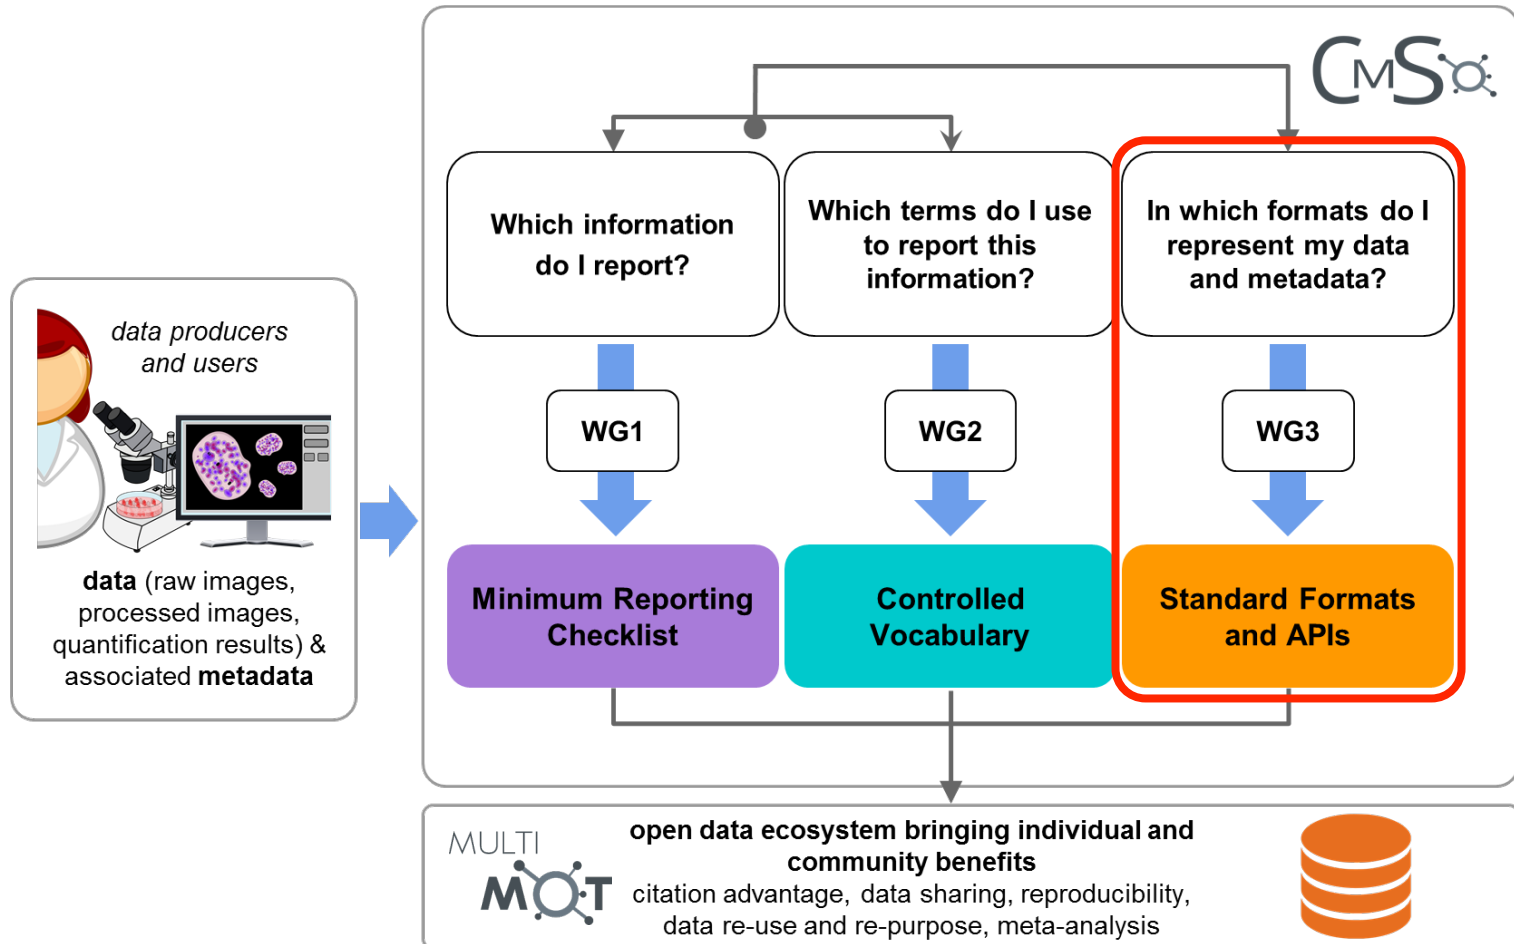 CMSO
Which information
do I report?
Which terms do I use
to report this
information?
In which formats do I
represent my data
and metadata?
data producers
and users
WG1
WG2
WG3
data (raw images,
processed images,
quantification results) &
associated metadata
Minimum Reporting
Checklist
Controlled
Vocabulary
Standard Formats
and APIs
MULTI
MOT
open data ecosystem bringing individual and
community benefits
citation advantage, data sharing, reproducibility,
data re-use and re-purpose, meta-analysis